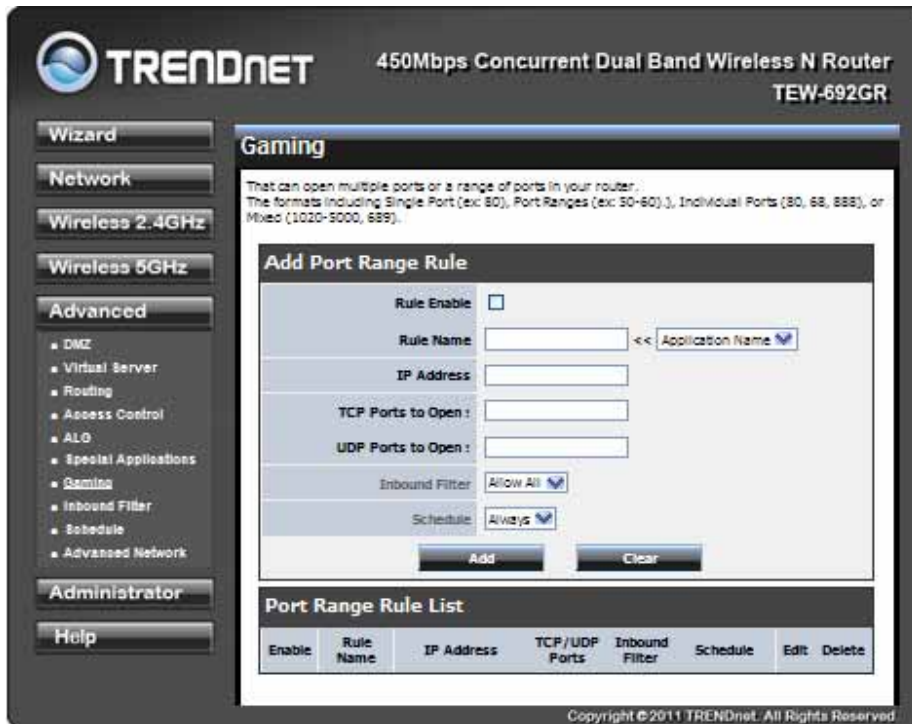 TRENDNET
450Mbps Concurrent Dual Band Wireless N Router
TEW-692GR
Wizard
Network
Wireless 2.4GHz
Wireless 5GHz
Advanced
DMZ
Virtual Server
Routing
Access Control
ALG
Special Applications
Gaming
Inbound Filter
Schedule
Advanced Network
Administrator
Help
Gaming
That can open multiple ports or a range of ports in your router.
The formats including Single Port (ex: 80), Port Ranges (ex: 50-60).), Individual Ports (80, 68, 888), or
Mixed (1020-5000, 689).
Add Port Range Rule
Rule Enable
Rule Name << Application Name
IP Address
TCP Ports to Open :
UDP Ports to Open :
Inbound Filter Allow All
Schedule Always
Add Clear
Port Range Rule List
Enable Rule Name IP Address TCP/UDP Ports Inbound Filter Schedule Edit Delete
Copyright © 2011 TRENDnet. All Rights Reserved